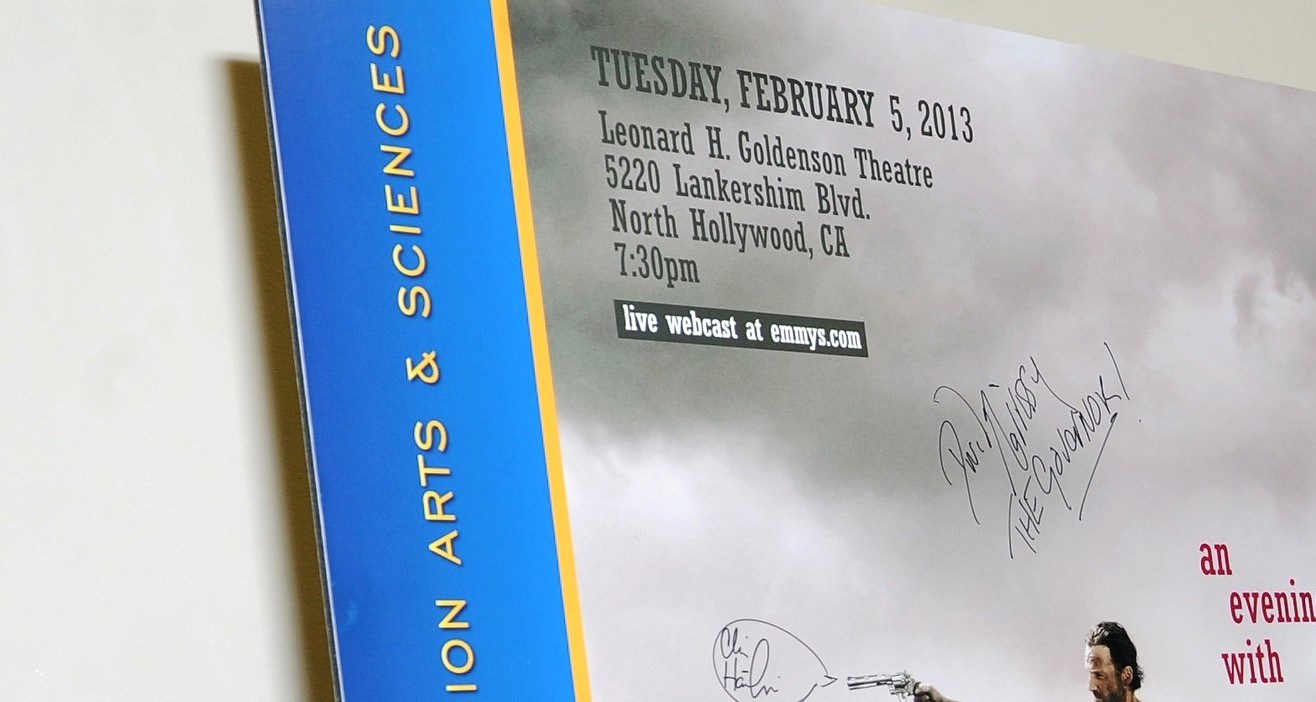 ION ARTS & SCIENCES
TUESDAY, FEBRUARY 5, 2013
Leonard H. Goldenson Theatre
5220 Lankershim Blvd.
North Hollywood, CA
7:30pm
live webcast at emmys.com
THE GOVERNOR!
an
evenin
with